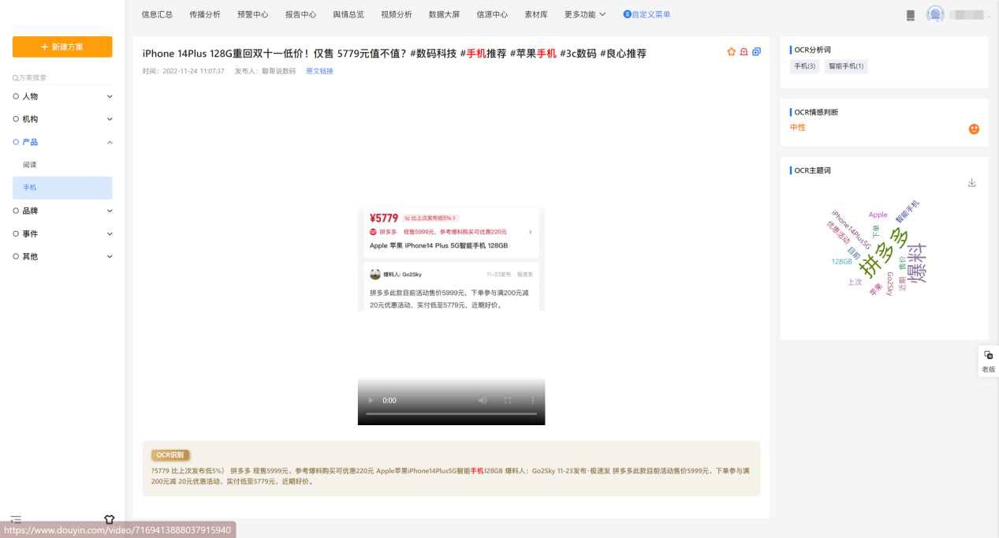 信息汇总 传播分析 预警中心 报告中心 舆情总览 视频分析 数据大屏 信源中心 素材库 更多功能 自定义菜单
+ 新建方案
方案搜索
人物
机构
产品
阅读
手机
品牌
事件
其他
iPhone 14Plus 128G重回双十一低价！仅售 5779元值不值？#数码科技 #手机推荐 #苹果手机 #3c数码 #良心推荐
时间：2022-11-24 11:07:37 发布人：聪哥说数码 原文链接
¥5779 比上次发布低5% 》
拼多多 现售5999元，参考爆料购买可优惠220元
Apple 苹果 iPhone14 Plus 5G智能手机 128GB
爆料人: Go2Sky 11-23发布 极速发
拼多多此款目前活动售价5999元，下单参与满200元减
20元优惠活动，实付低至5779元，近期好价。
0:00
OCR识别
?5779 比上次发布低5%） 拼多多 现售5999元，参考爆料购买可优惠220元 Apple苹果iPhone14Plus5G智能手机128GB 爆料人：Go2Sky 11-23发布·极速发 拼多多此款目前活动售价5999元，下单参与满
200元减 20元优惠活动，实付低至5779元，近期好价。
OCR分析词
手机(3) 智能手机(1)
OCR情感判断
中性
OCR主题词
智能手机
Apple
iPhone14Plus5G
优惠活动
下单
拼多多
目前
128GB
售价
爆料
上次
苹果
Go2Sky
近期
老版
https://www.douyin.com/video/7169413888037915940